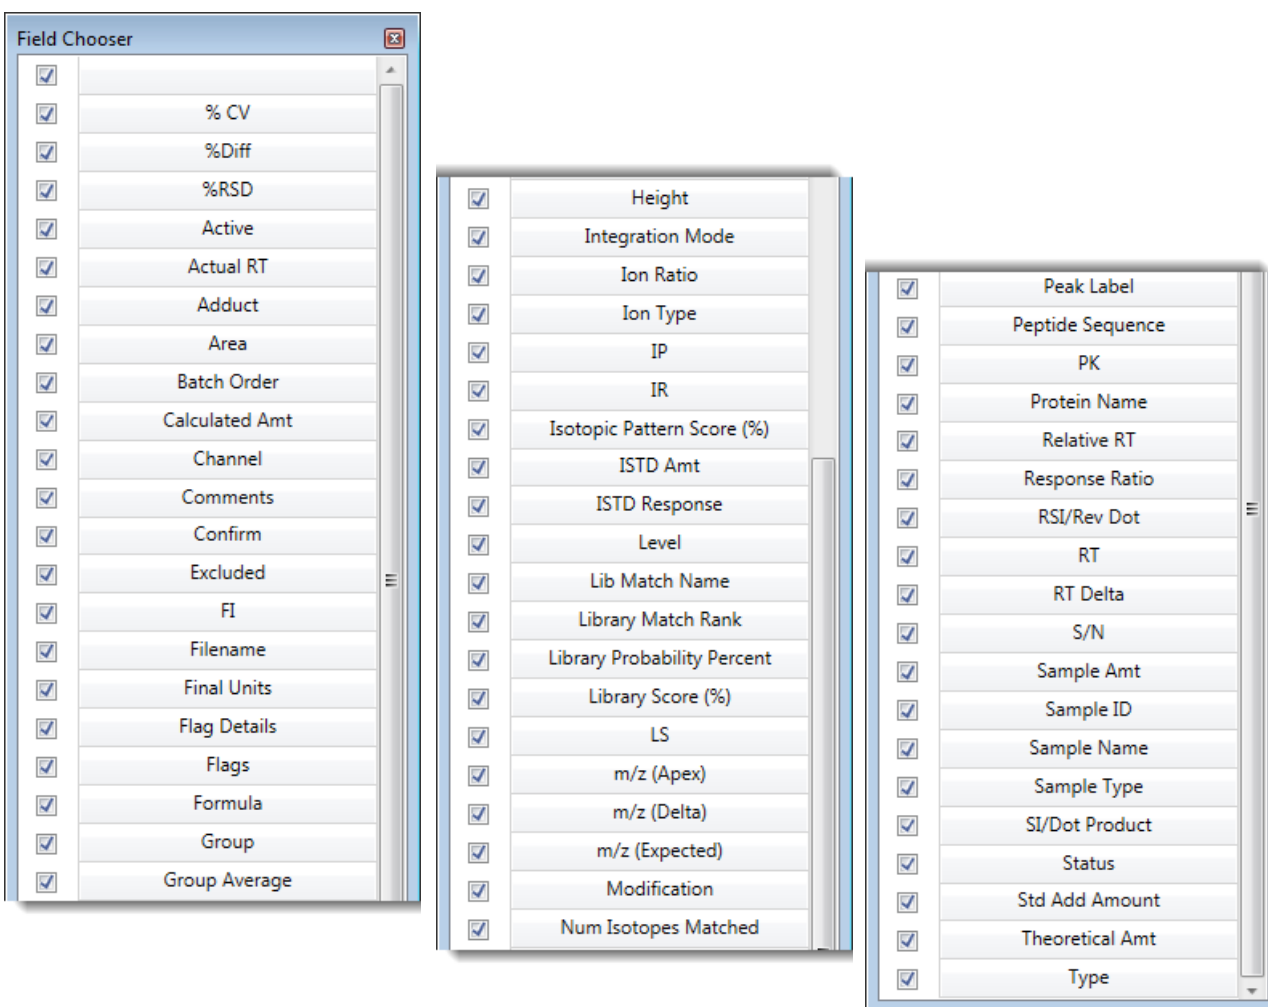 Field Chooser
% CV
%Diff
%RSD
Active
Actual RT
Adduct
Area
Batch Order
Calculated Amt
Channel
Comments
Confirm
Excluded
FI
Filename
Final Units
Flag Details
Flags
Formula
Group
Group Average
Height
Integration Mode
Ion Ratio
Ion Type
IP
IR
Isotopic Pattern Score (%)
ISTD Amt
ISTD Response
Level
Lib Match Name
Library Match Rank
Library Probability Percent
Library Score (%)
LS
m/z (Apex)
m/z (Delta)
m/z (Expected)
Modification
Num Isotopes Matched
Peak Label
Peptide Sequence
PK
Protein Name
Relative RT
Response Ratio
RSI/Rev Dot
RT
RT Delta
S/N
Sample Amt
Sample ID
Sample Name
Sample Type
SI/Dot Product
Status
Std Add Amount
Theoretical Amt
Type